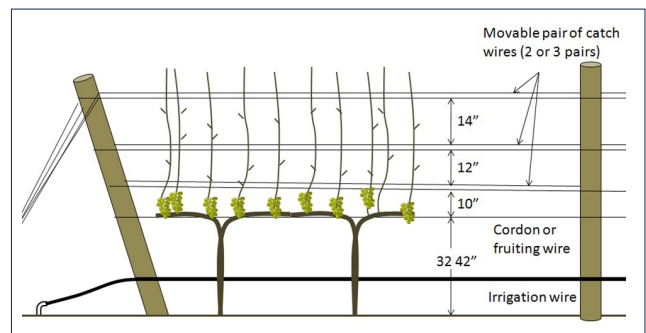 Movable pair of catch
wires (2 or 3 pairs)
14”
12”
10”
Cordon or
fruiting wire
32 42”
Irrigation wire